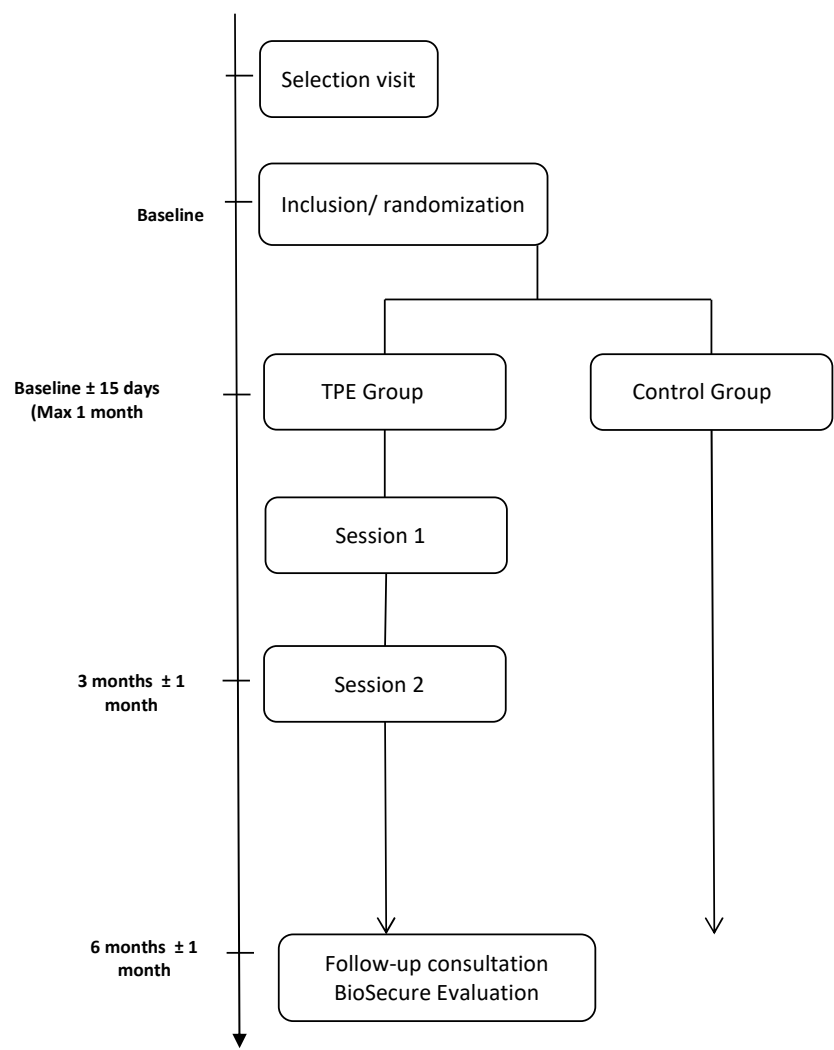 Selection visit
Baseline
Inclusion/ randomization
Baseline ± 15 days
(Max 1 month
TPE Group
Control Group
Session 1
3 months ± 1
month
Session 2
6 months ± 1
month
Follow-up consultation
BioSecure Evaluation